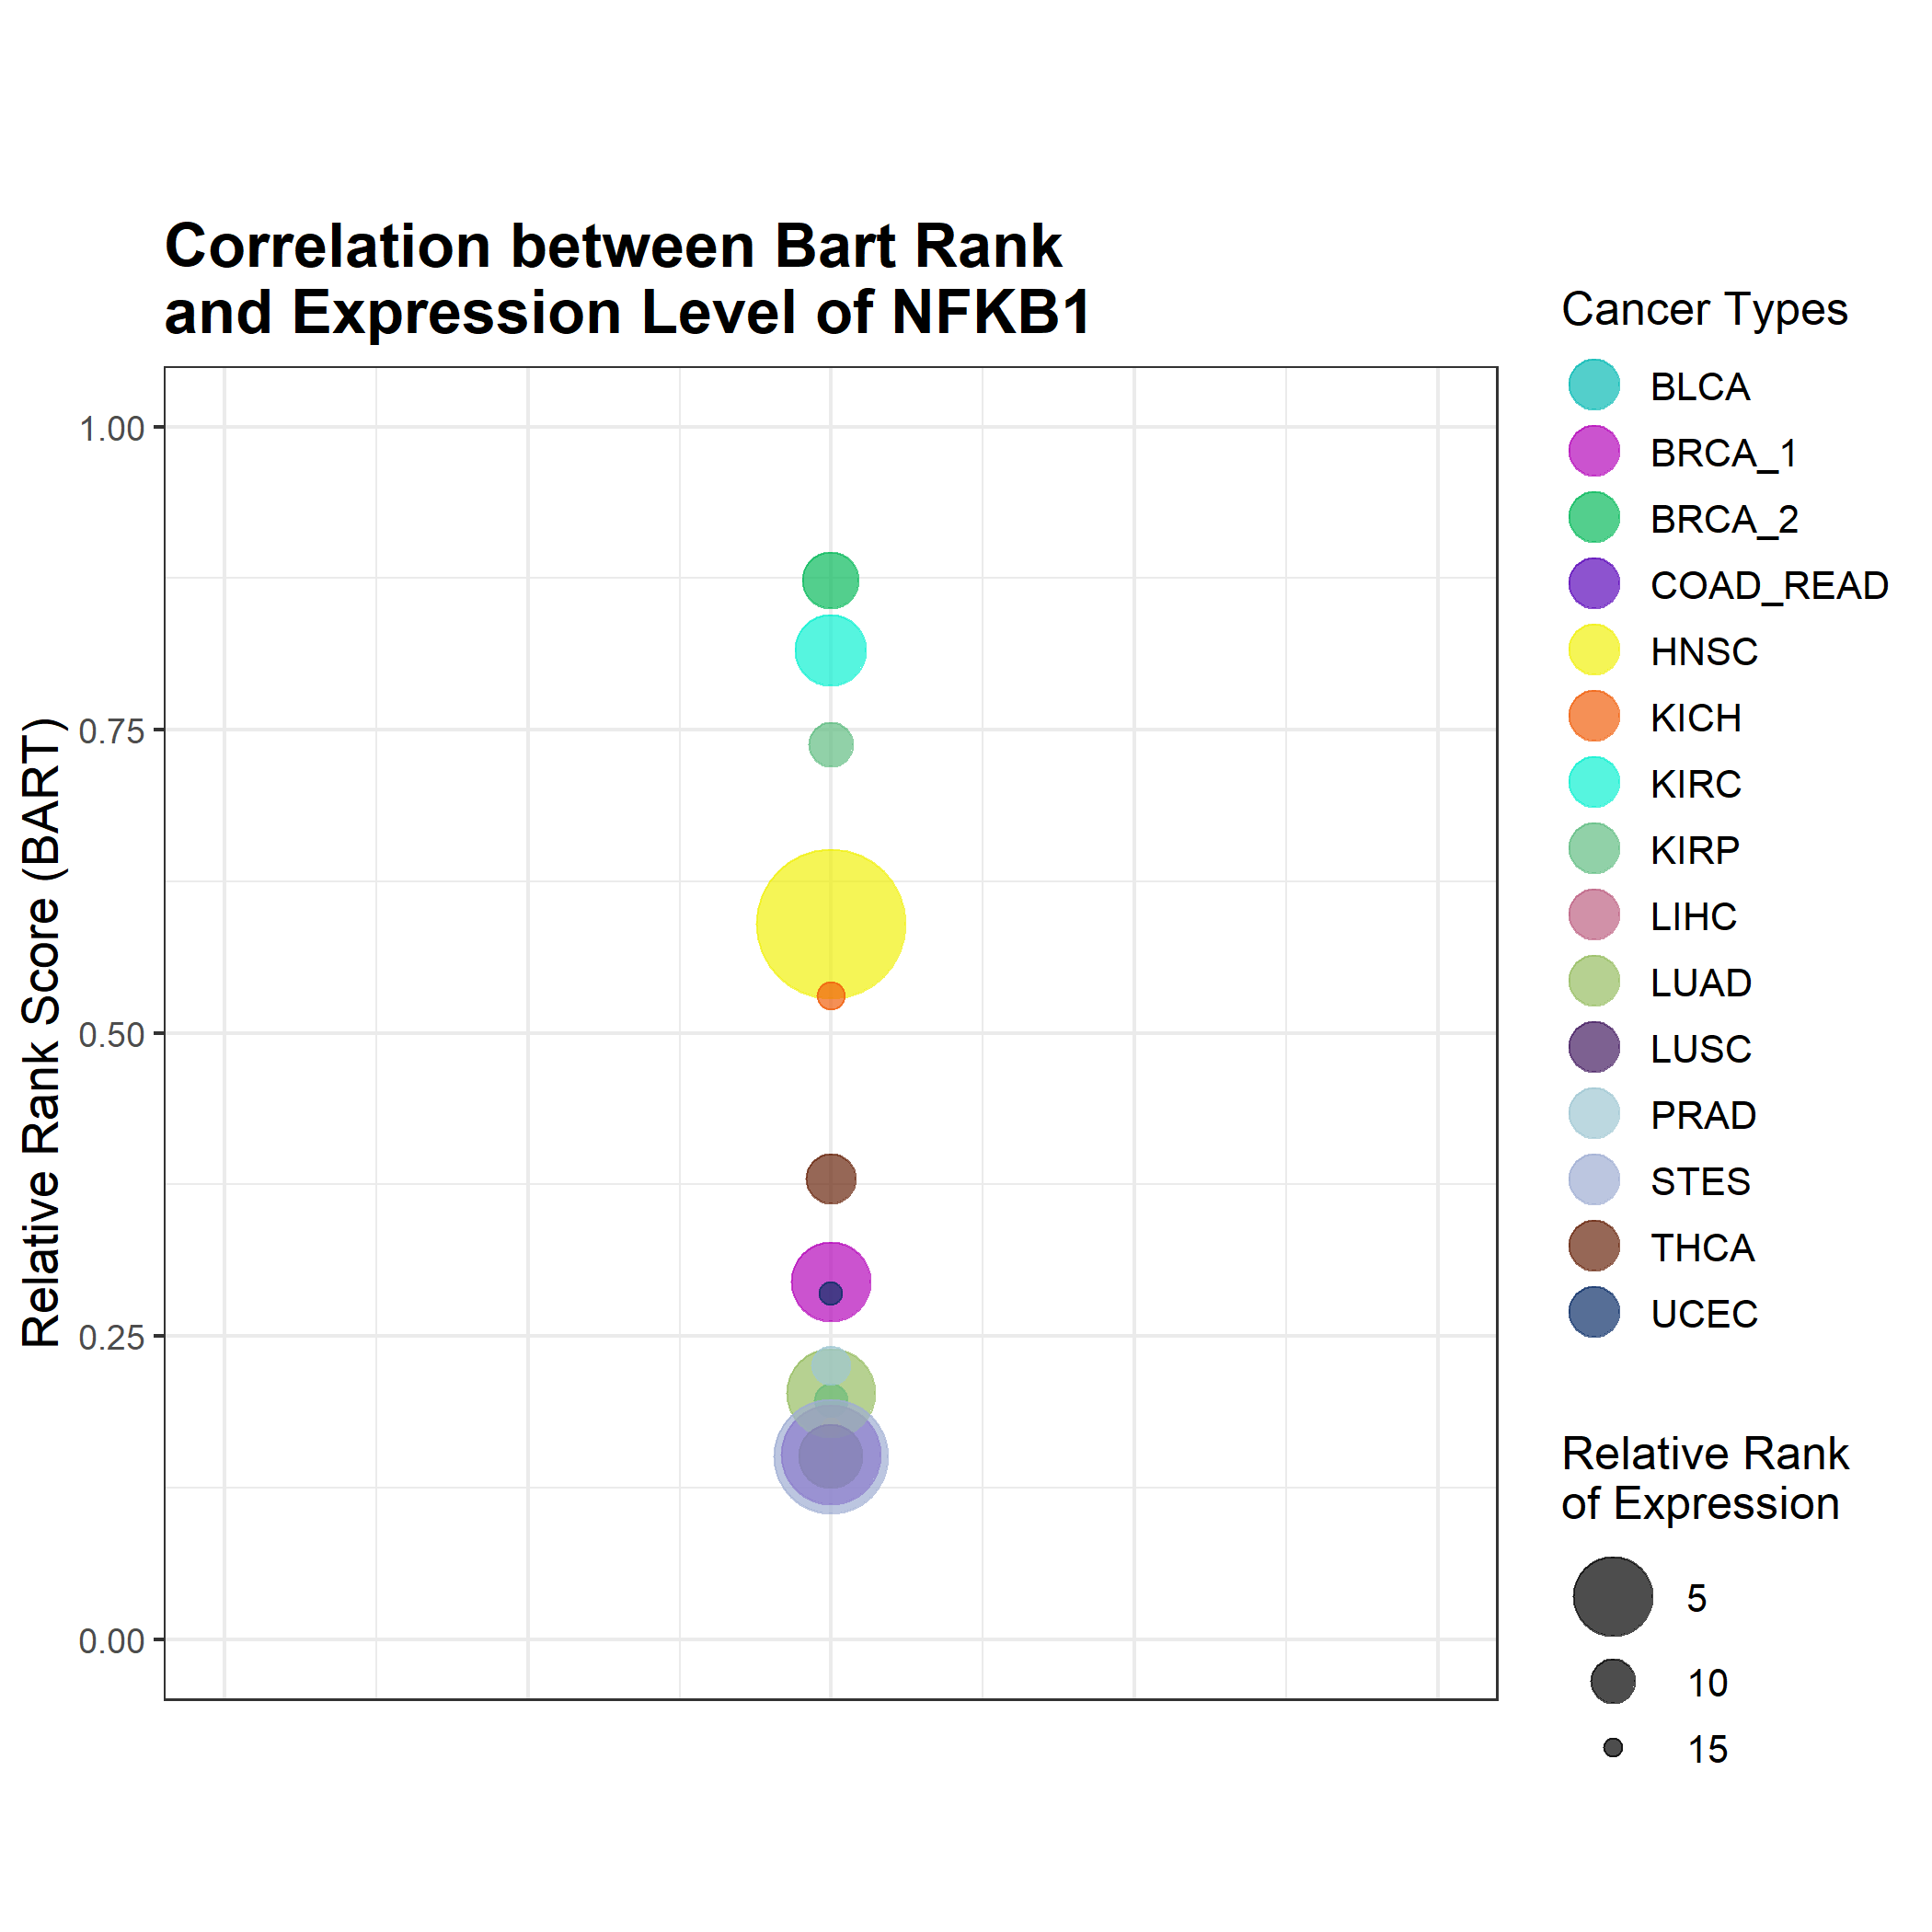 Correlation between Bart Rank
and Expression Level of NFKB1
Relative Rank Score (BART)
1.00
0.75
0.50
0.25
0.00
Cancer Types
BLCA
BRCA_1
BRCA_2
COAD_READ
HNSC
KICH
KIRC
KIRP
LIHC
LUAD
LUSC
PRAD
STES
THCA
UCEC
Relative Rank
of Expression
5
10
15